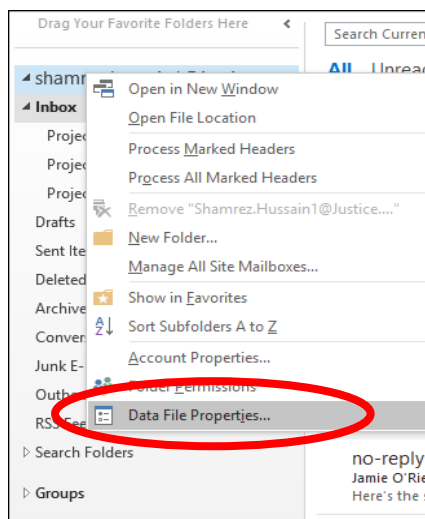 Drag Your Favorite Folders Here
Search Curren
All Unread
shamr
Open in New Window
Inbox
Open File Location
Projec
Process Marked Headers
Projec
Process All Marked Headers
Projec
Remove "Shamrez.Hussain1@Justice...."
Drafts
New Folder...
Sent Ite
Manage All Site Mailboxes...
Deleted
Show in Favorites
Archive
Sort Subfolders A to Z
Conver
Account Properties...
Junk E-
Folder Permissions
Outbo
Data File Properties...
RSS Fee
Search Folders
no-reply
Jamie O'Rie
Here's the s
Groups